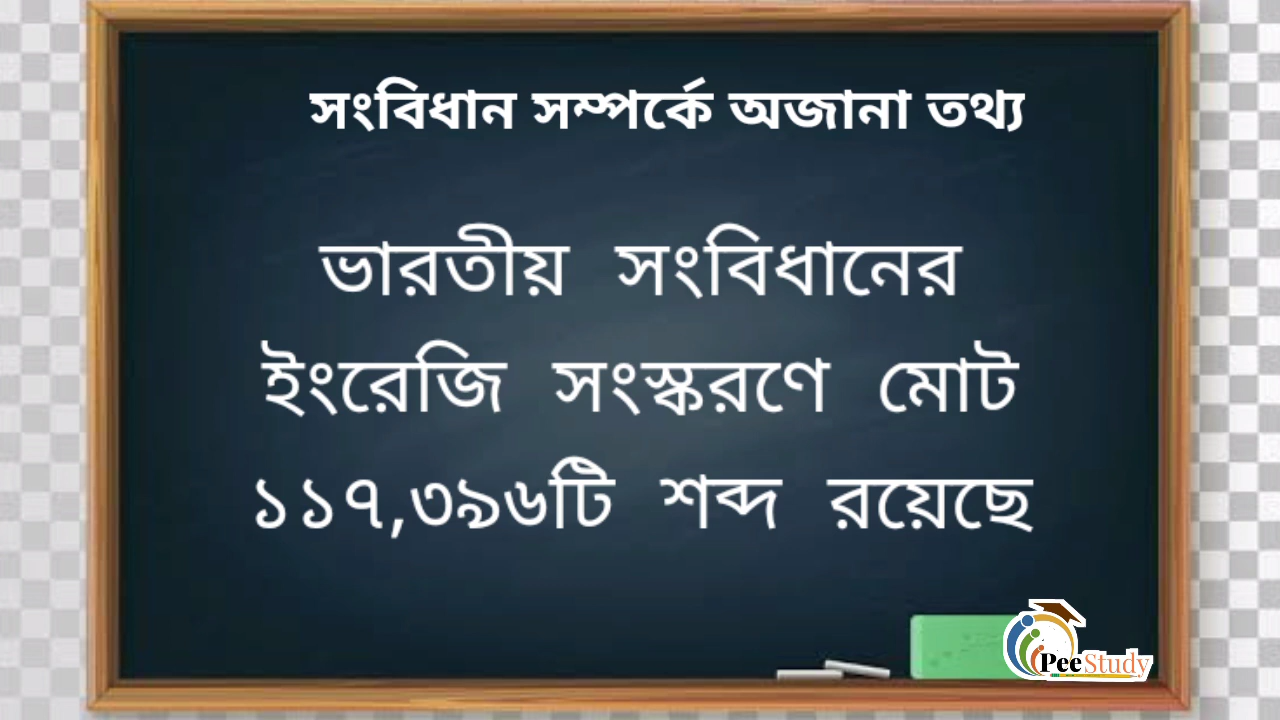 সংবিধান সম্পর্কে অজানা তথ্য
ভারতীয় সংবিধানের
ইংরেজি সংস্করণে মোট
১১৭,৩৯৬টি শব্দ রয়েছে
PeeStudy